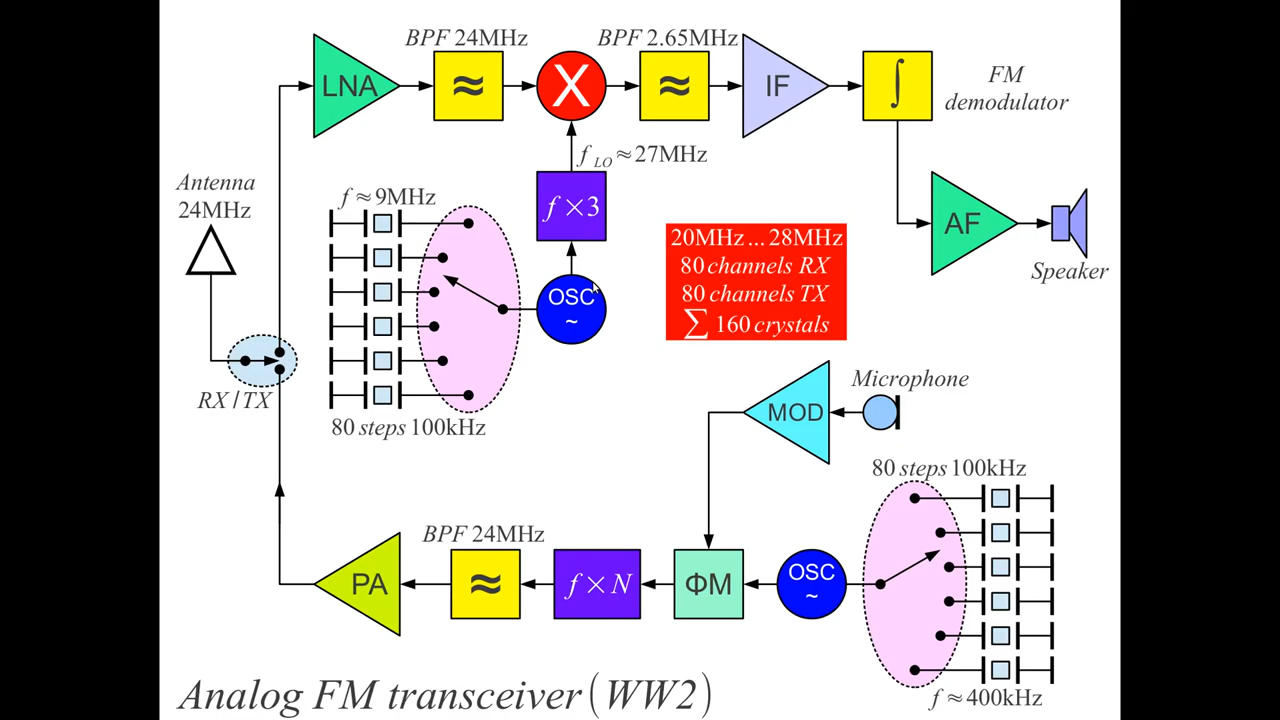 BPF 24MHz
BPF 2.65MHz
LNA
≈
X
≈
IF
∫
FM
demodulator
f LO ≈27MHz
Antenna
24MHz
f ≈ 9MHz
f ×3
AF
Speaker
20MHz ... 28MHz
80 channels RX
80 channels TX
∑ 160 crystals
OSC
~
RX / TX
80 steps 100kHz
MOD
Microphone
80 steps 100kHz
BPF 24MHz
PA
≈
f ×N
ΦM
OSC
~
f ≈ 400kHz
Analog FM transceiver (WW2)